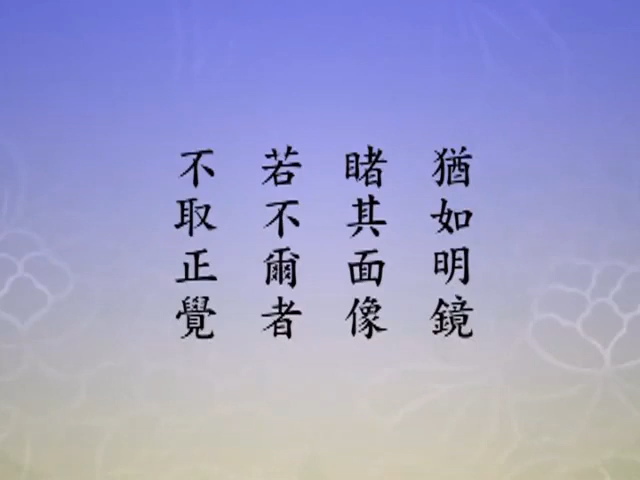 猶如明鏡
睹其面像
若不爾者
不取正覺